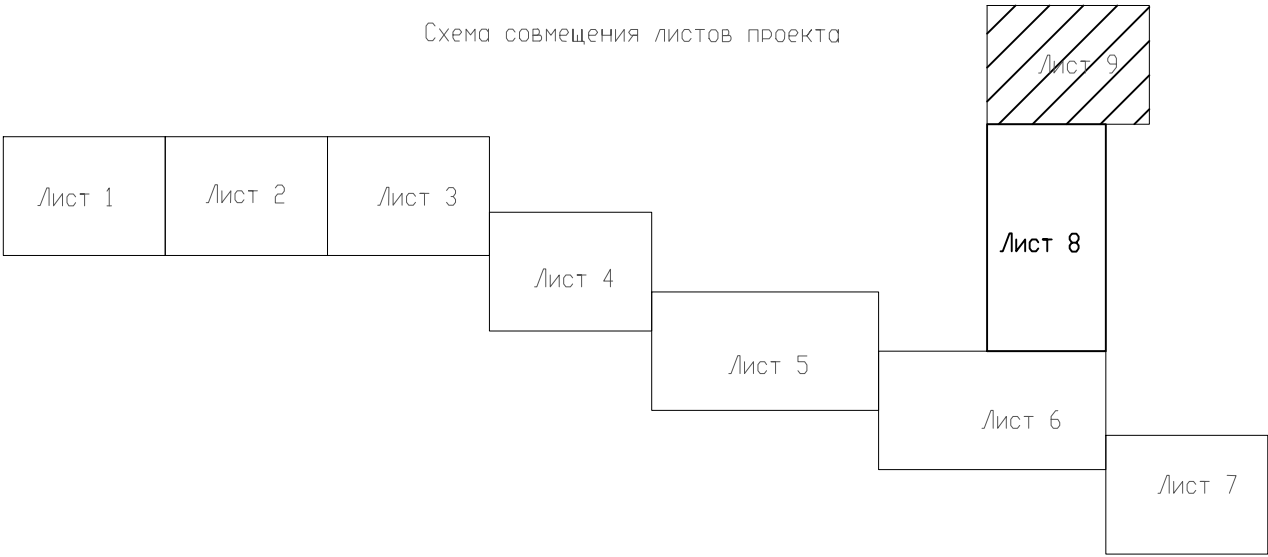 Схема совмещения листов проекта
Лист 9
Лист 1
Лист 2
Лист 3
Лист 8
Лист 4
Лист 5
Лист 6
Лист 7